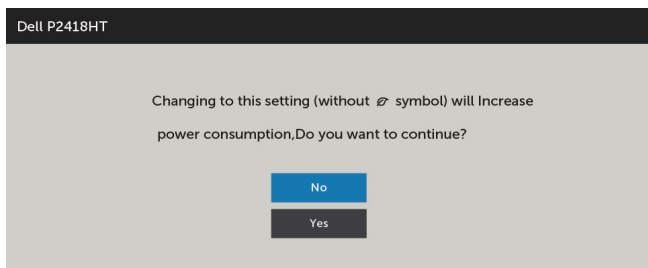 Dell P2418HT
Changing to this setting (without symbol) will Increase
power consumption,Do you want to continue?
No
Yes